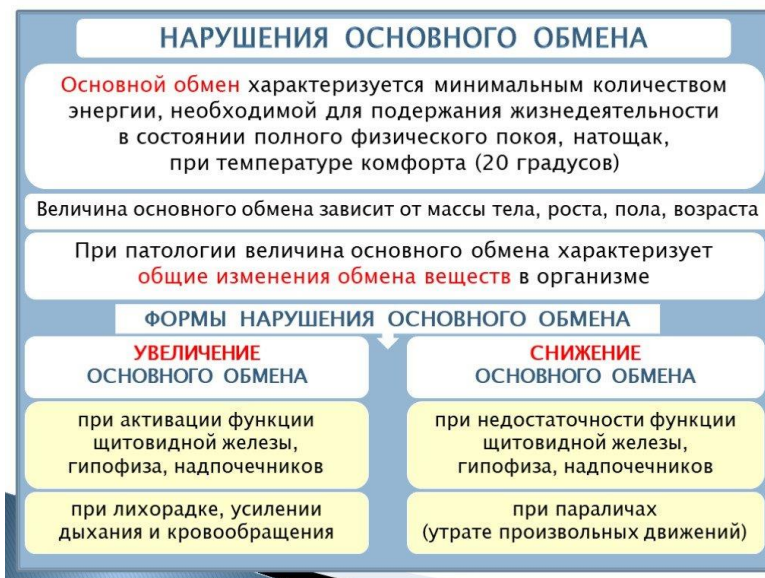 НАРУШЕНИЯ ОСНОВНОГО ОБМЕНА
Основной обмен характеризуется минимальным количеством
энергии, необходимой для подержания жизнедеятельности
в состоянии полного физического покоя, натощак,
при температуре комфорта (20 градусов)
Величина основного обмена зависит от массы тела, роста, пола, возраста
При патологии величина основного обмена характеризует
общие изменения обмена веществ в организме
ФОРМЫ НАРУШЕНИЯ ОСНОВНОГО ОБМЕНА
УВЕЛИЧЕНИЕ
ОСНОВНОГО ОБМЕНА
при активации функции
щитовидной железы,
гипофиза, надпочечников
при лихорадке, усилении
дыхания и кровообращения
СНИЖЕНИЕ
ОСНОВНОГО ОБМЕНА
при недостаточности функции
щитовидной железы,
гипофиза, надпочечников
при параличах
(утрате произвольных движений)